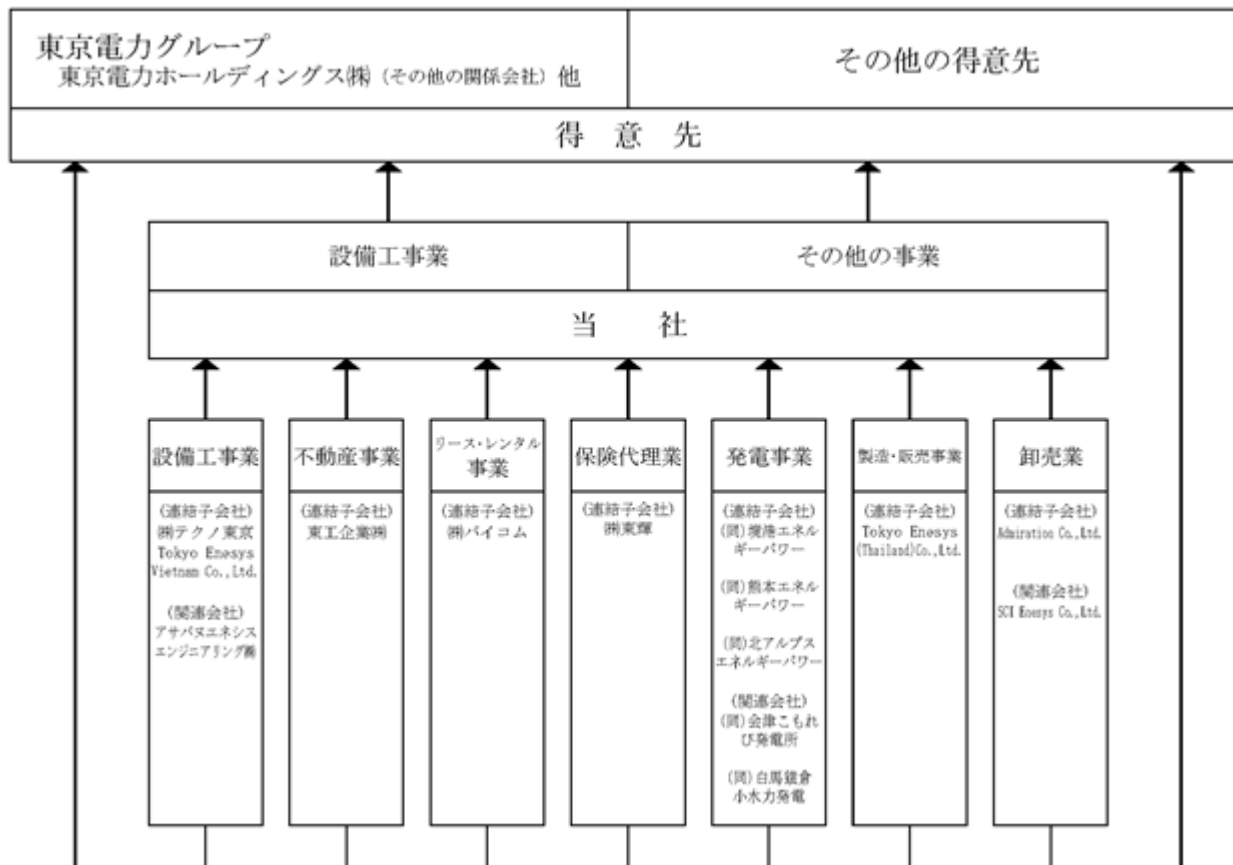 東京電力グループ
東京電力ホールディングス㈱（その他の関係会社）他
その他の得意先
得意先
設備工事業
その他の事業
当社
設備工事業
(連結子会社)
㈱テクノ東京
Tokyo Enesys
Vietnam Co.,Ltd.
(関連会社)
アサバヌエネシス
エンジニアリング㈱
不動産事業
(連結子会社)
東工企業㈱
リース・レンタル
事業
(連結子会社)
㈱バイコム
保険代理業
(連結子会社)
㈱東輝
発電事業
(連結子会社)
(同)境港エネル
ギーパワー
(同)熊本エネル
ギーパワー
(同)北アルプス
エネルギーパワー
(関連会社)
(同)会津こもれ
び発電所
(同)白馬鎚倉
小水力発電
製造・販売事業
(連結子会社)
Tokyo Enesys
(Thailand)Co.,Ltd.
卸売業
(連結子会社)
Admiration Co.,Ltd.
(関連会社)
SCI Enesys Co.,Ltd.